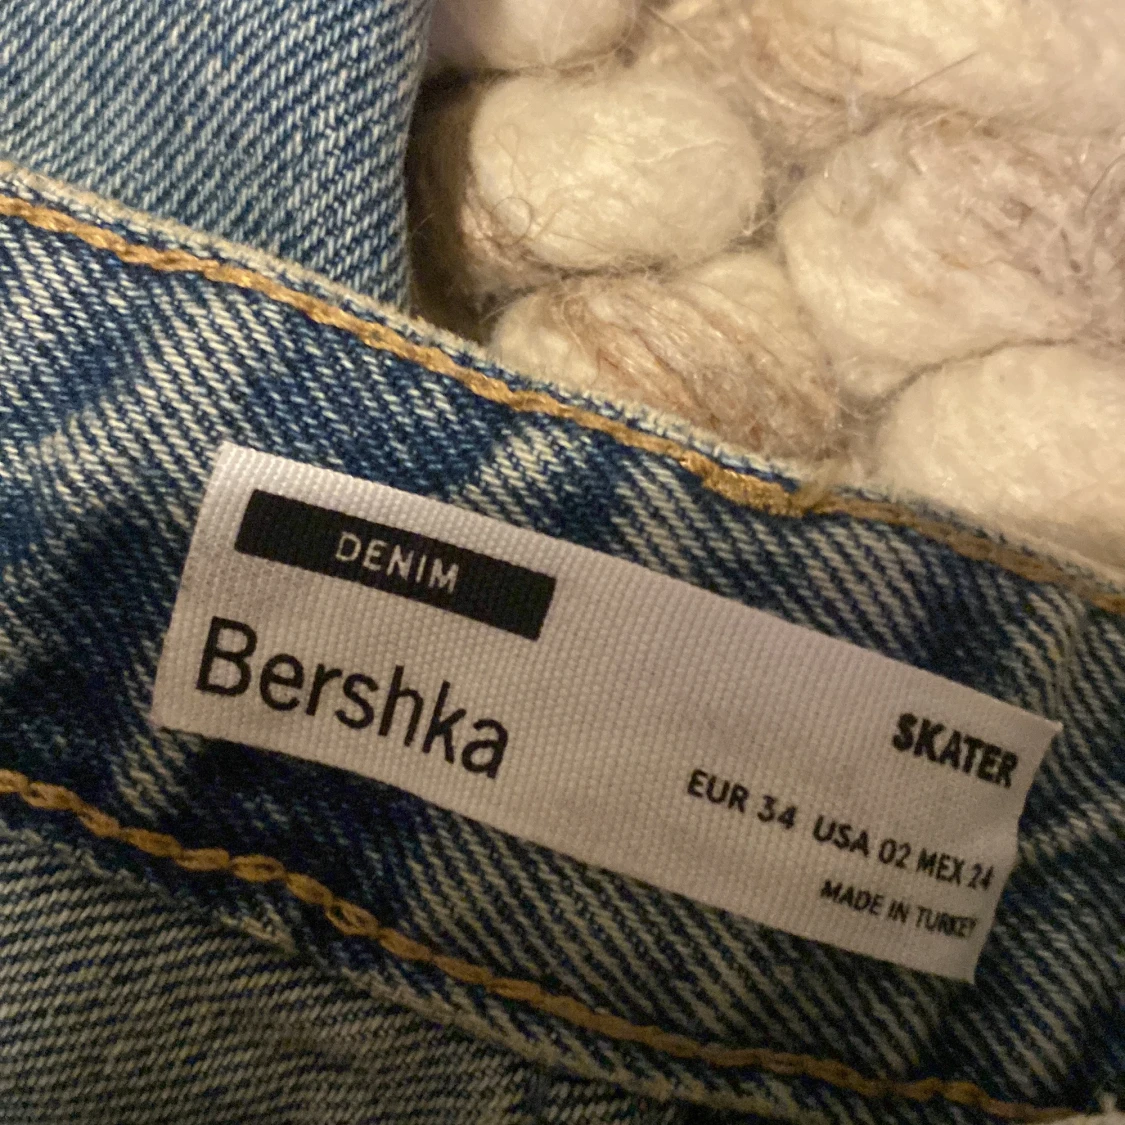 DENIM
Bershka
SKATER
EUR 34 USA 02 MEX 24
MADE IN TURKEY